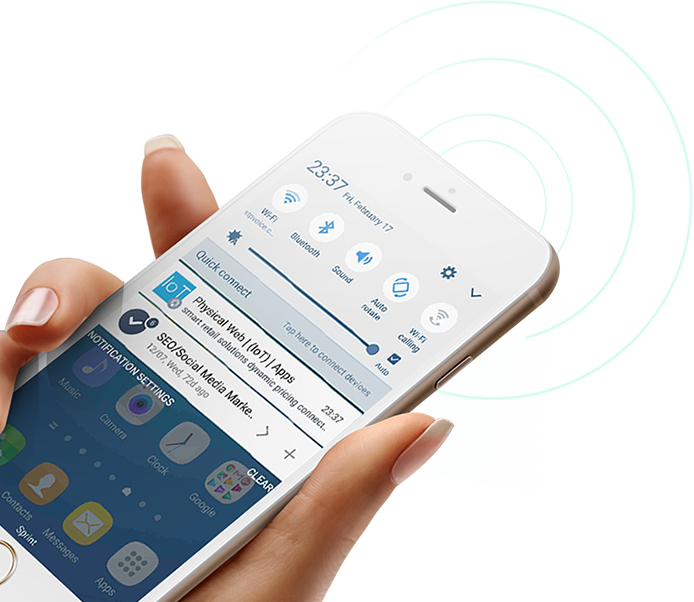 23:37 Fri, February 17
Wi-Fi
Bluetooth
Sound
Auto
rotate
Wi-Fi
calling
Auto
Quick connect
Tap here to connect devices
IoT
Physical Web | (IoT) | Apps
23:37
smart retail solutions dynamic pricing connect..
SEO/Social Media Marke..
12/07, Wed, 72d ago
NOTIFICATION SETTINGS
CLEAR
Music
Camera
Clock
Google
Contacts
Messages
Apps
Sprint